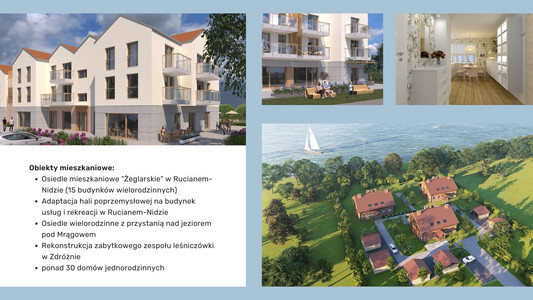 Obiekty mieszkaniowe:
• Osiedle mieszkaniowe "Żeglarskie" w Rucianem-
Nidzie (15 budynków wielorodzinnych)
• Adaptacja hali poprzemysłowej na budynek
usług i rekreacji w Rucianem-Nidzie
• Osiedle wielorodzinne z przystanią nad jeziorem
pod Mrągowem
• Rekonstrukcja zabytkowego zespołu leśniczówki
w Zdróżnie
• ponad 30 domów jednorodzinnych